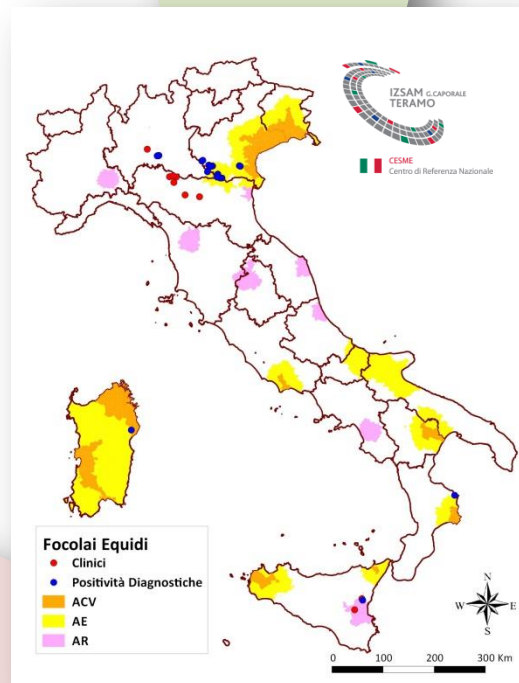 IZSAM G.CAPORALE
TERAMO
CESME
Centro di Referenza Nazionale
Focolai Equidi
Clinici
Positività Diagnostiche
ACV
AE
AR
N
W E
S
0 100 200 300 Km